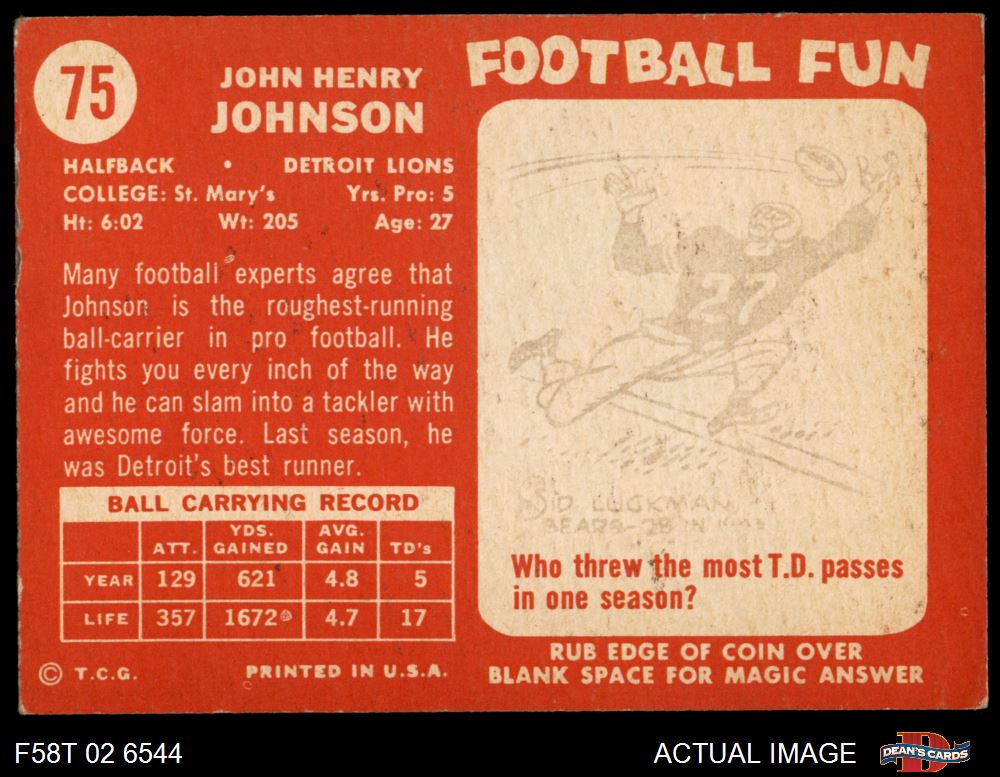 75
JOHN HENRY
JOHNSON
HALFBACK • DETROIT LIONS
COLLEGE: St. Mary's Yrs. Pro: 5
Ht: 6:02 Wt: 205 Age: 27
Many football experts agree that
Johnson is the roughest-running
ball-carrier in pro football. He
fights you every inch of the way
and he can slam into a tackler with
awesome force. Last season, he
was Detroit's best runner.
BALL CARRYING RECORD
ATT. YDS. GAINED AVG. GAIN TD's
YEAR 129 621 4.8 5
LIFE 357 1672 4.7 17
© T.C.G. PRINTED IN U.S.A.
FOOTBALL FUN
27
SID LUCKMAN
BEARS-28 IN
Who threw the most T.D. passes
in one season?
RUB EDGE OF COIN OVER
BLANK SPACE FOR MAGIC ANSWER
F58T 02 6544
ACTUAL IMAGE
D
DEAN'S CARDS